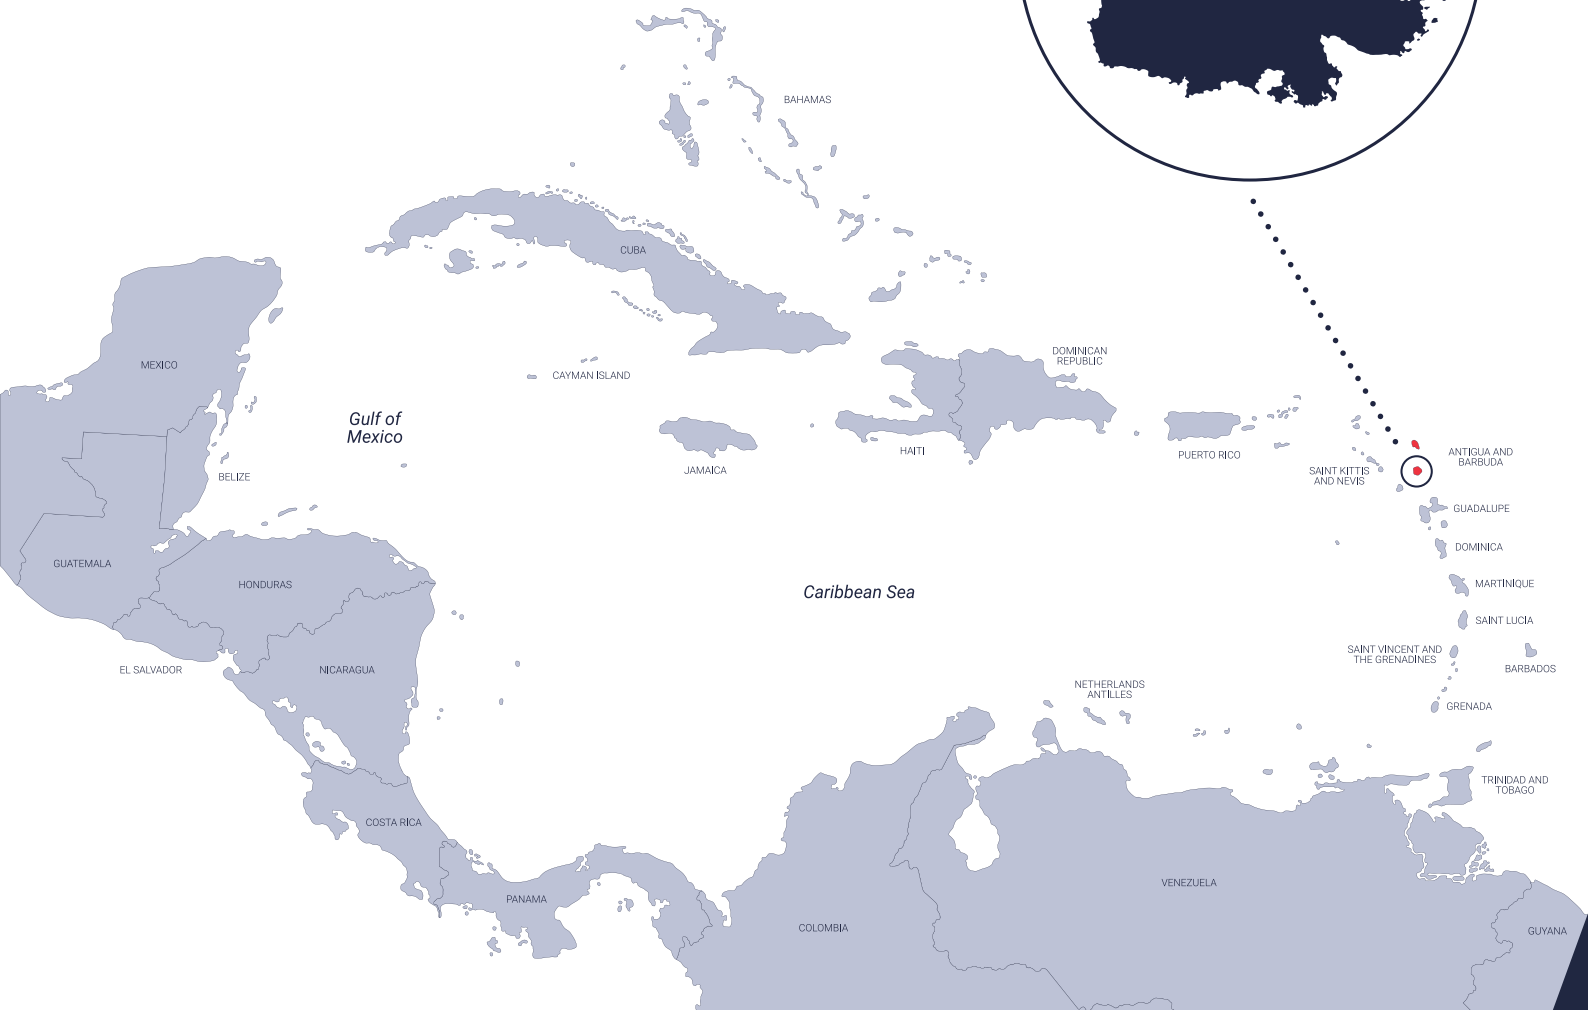 BAHAMAS
CUBA
MEXICO
DOMINICAN
REPUBLIC
CAYMAN ISLAND
Gulf of
Mexico
HAITI
JAMAICA
PUERTO RICO
ANTIGUA AND
BARBUDA
SAINT KITTIS
AND NEVIS
BELIZE
GUADALUPE
DOMINICA
GUATEMALA
HONDURAS
MARTINIQUE
Caribbean Sea
SAINT LUCIA
SAINT VINCENT AND
THE GRENADINES
BARBADOS
EL SALVADOR
NICARAGUA
NETHERLANDS
ANTILLES
GRENADA
TRINIDAD AND
TOBAGO
COSTA RICA
VENEZUELA
PANAMA
COLOMBIA
GUYANA